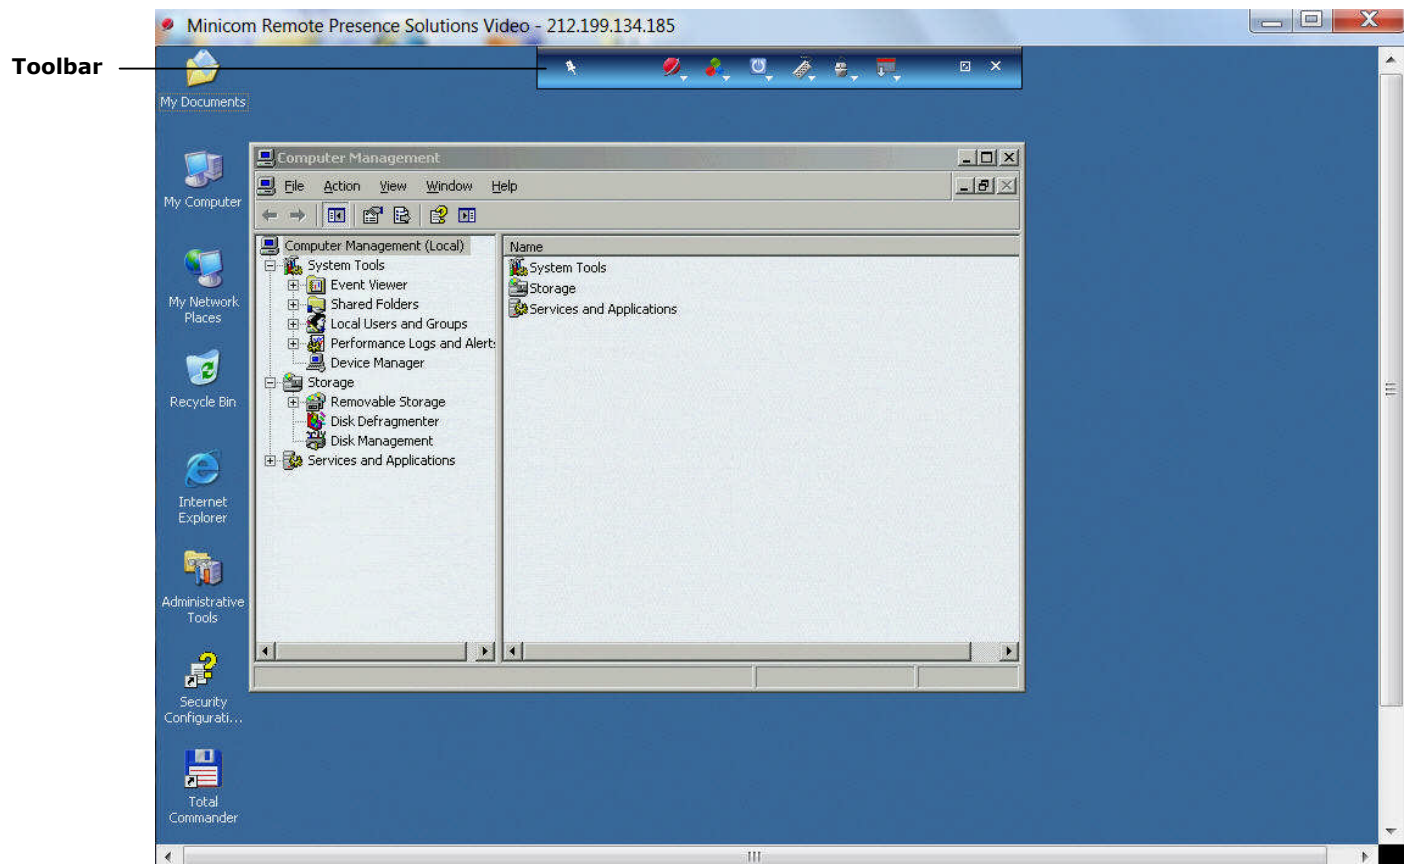 Minicom Remote Presence Solutions Video - 212.199.134.185
Toolbar
My Documents
My Computer
My Network
Places
Recycle Bin
Internet
Explorer
Administrative
Tools
Security
Configurati...
Total
Commander
Computer Management
File Action View Window Help
Computer Management (Local)
System Tools
Event Viewer
Shared Folders
Local Users and Groups
Performance Logs and Alert
Device Manager
Storage
Removable Storage
Disk Defragmenter
Disk Management
Services and Applications
Name
System Tools
Storage
Services and Applications